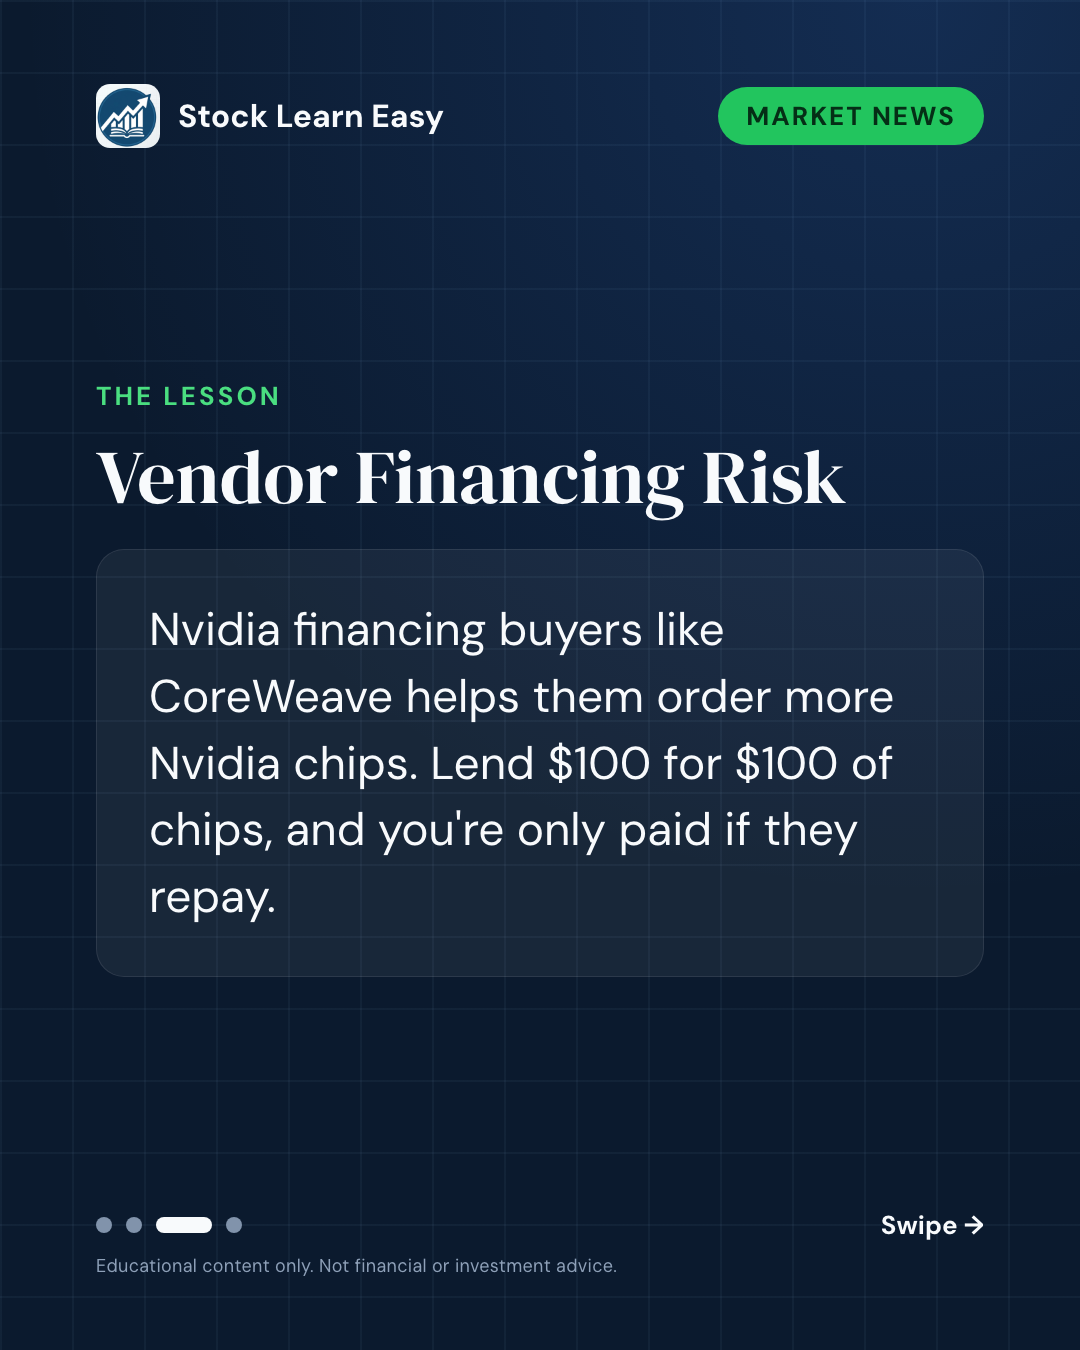 Stock Learn Easy
MARKET NEWS
THE LESSON
Vendor Financing Risk
Nvidia financing buyers like
CoreWeave helps them order more
Nvidia chips. Lend $100 for $100 of
chips, and you're only paid if they
repay.
Swipe →
Educational content only. Not financial or investment advice.